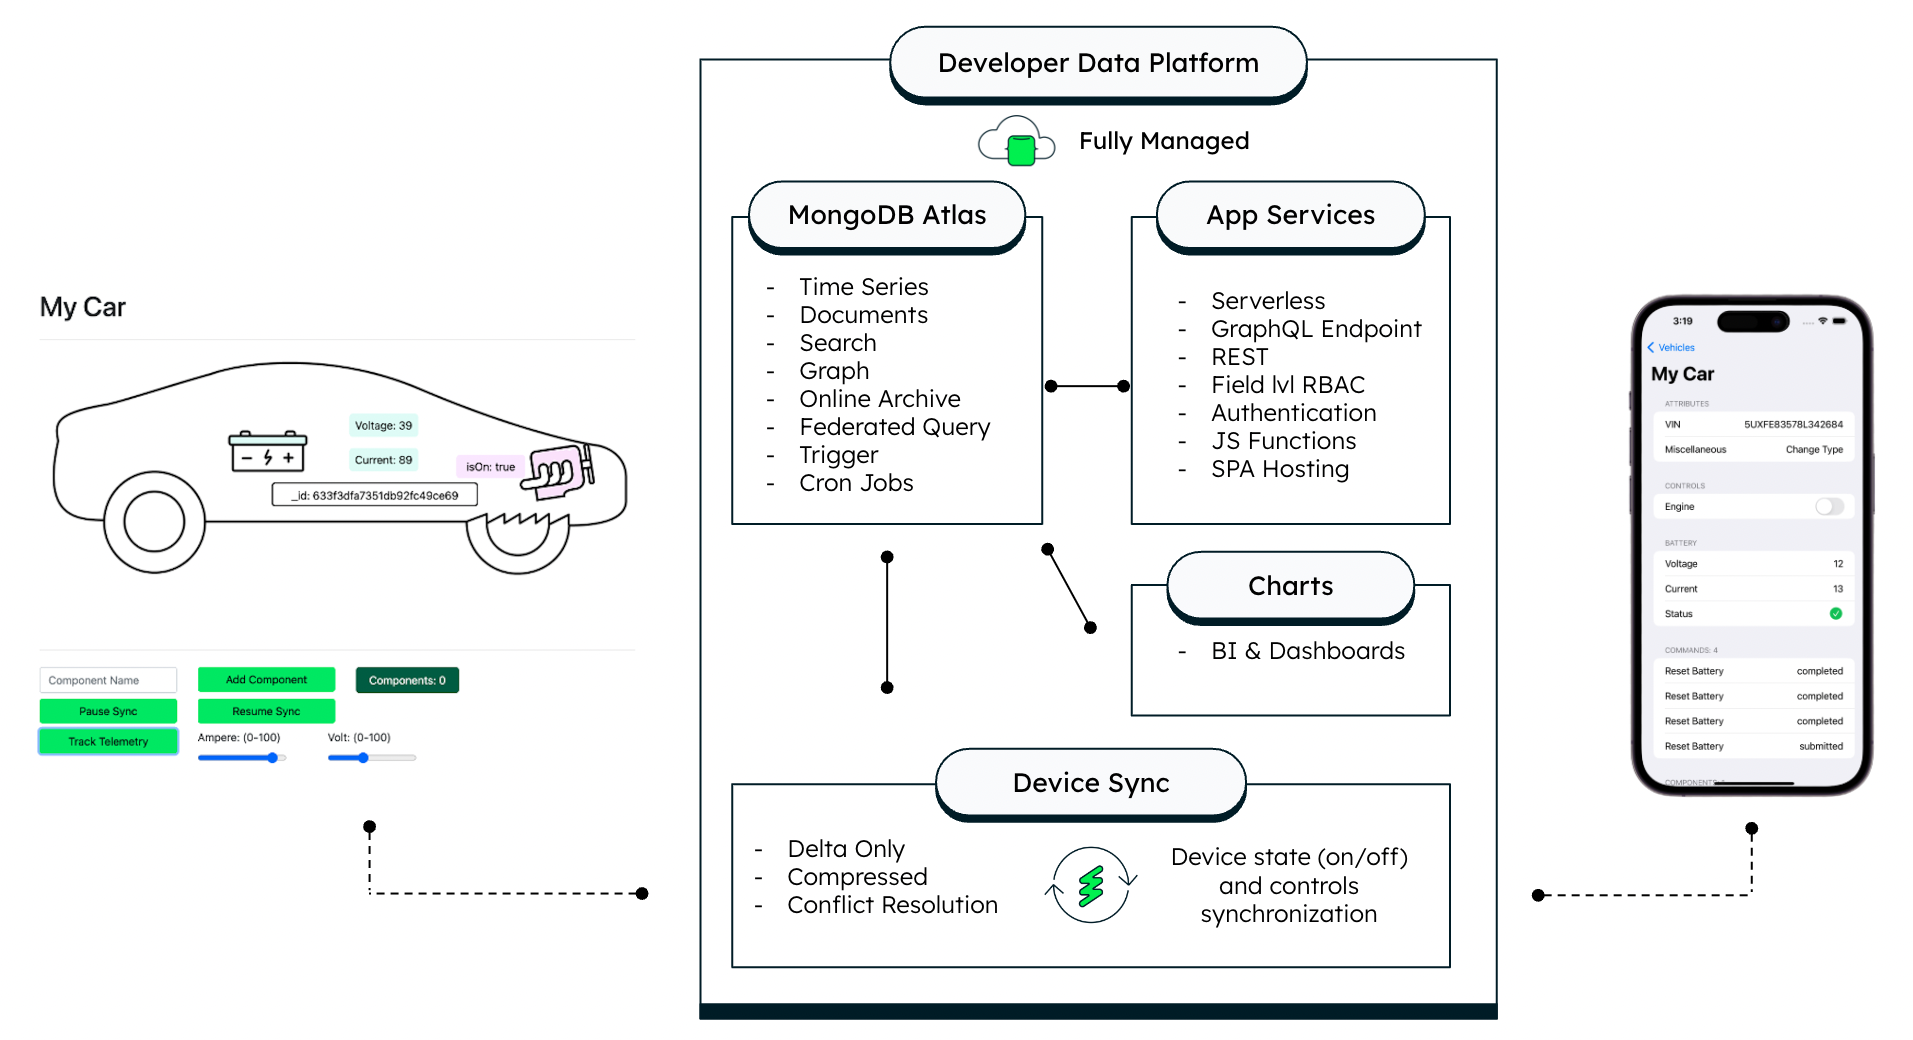 Developer Data Platform
Fully Managed
MongoDB Atlas
- Time Series
- Documents
- Search
- Graph
- Online Archive
- Federated Query
- Trigger
- Cron Jobs
App Services
- Serverless
- GraphQL Endpoint
- REST
- Field lvl RBAC
- Authentication
- JS Functions
- SPA Hosting
Charts
- BI & Dashboards
Device Sync
- Delta Only
- Compressed
- Conflict Resolution
Device state (on/off)
and controls
synchronization
My Car
Voltage: 39
Current: 89
isOn: true
_id: 633f3dfa7351db92fc49ce69
Component Name
Add Component
Components: 0
Pause Sync
Resume Sync
Track Telemetry
Ampere: (0-100)
Volt: (0-100)
3:19
Vehicles
My Car
ATTRIBUTES
VIN 5UXFE83578L342684
Miscellaneous Change Type
CONTROLS
Engine
BATTERY
Voltage 12
Current 13
Status
COMMANDS: 4
Reset Battery completed
Reset Battery completed
Reset Battery completed
Reset Battery submitted
COMPONENTS: